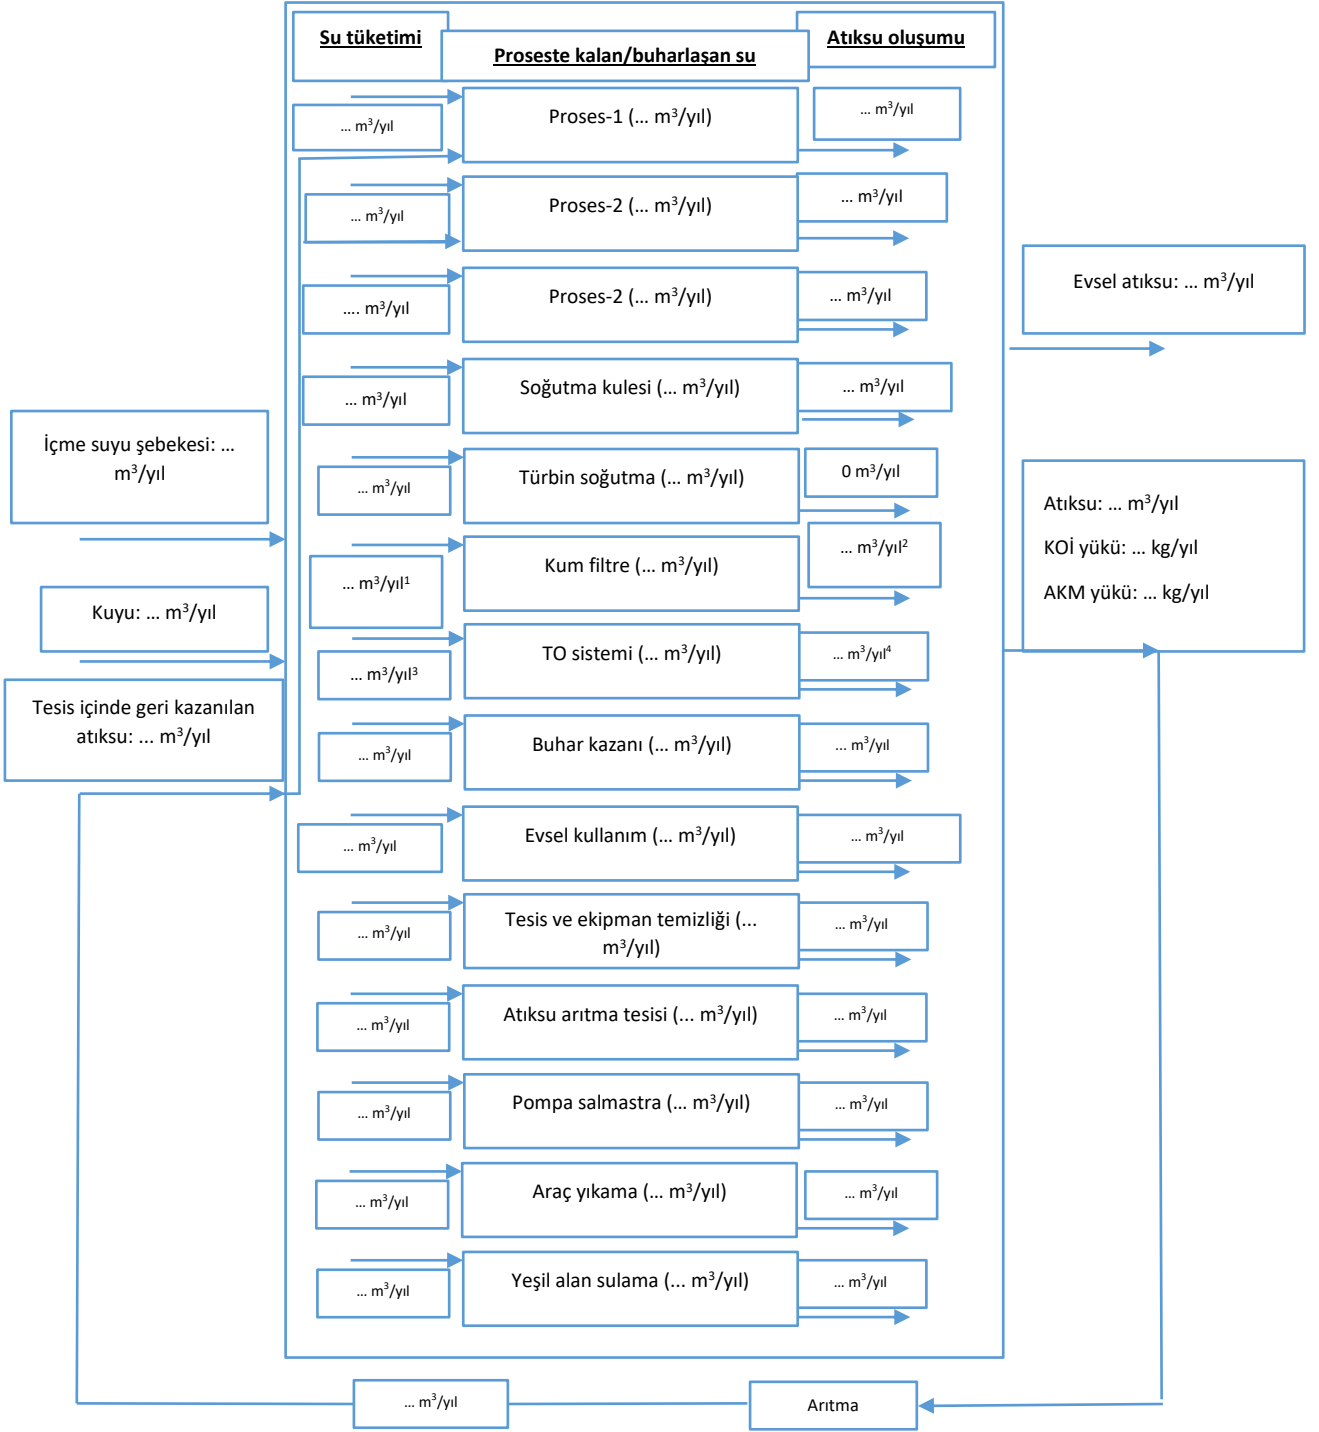 Su tüketimi
Proseste kalan/buharlaşan su
Atıksu oluşumu
... m³/yıl
Proses-1 (... m³/yıl)
... m³/yıl
... m³/yıl
Proses-2 (... m³/yıl)
... m³/yıl
.... m³/yıl
Proses-2 (... m³/yıl)
... m³/yıl
Evsel atıksu: ... m³/yıl
... m³/yıl
Soğutma kulesi (... m³/yıl)
... m³/yıl
İçme suyu şebekesi: ...
m³/yıl
... m³/yıl
Türbin soğutma (... m³/yıl)
0 m³/yıl
Atıksu: ... m³/yıl
KOİ yükü: ... kg/yıl
AKM yükü: ... kg/yıl
... m³/yıl¹
Kum filtre (... m³/yıl)
... m³/yıl²
Kuyu: ... m³/yıl
... m³/yıl³
TO sistemi (... m³/yıl)
... m³/yıl⁴
Tesis içinde geri kazanılan
atıksu: ... m³/yıl
... m³/yıl
Buhar kazanı (... m³/yıl)
... m³/yıl
... m³/yıl
Evsel kullanım (... m³/yıl)
... m³/yıl
... m³/yıl
Tesis ve ekipman temizliği (...
m³/yıl)
... m³/yıl
... m³/yıl
Atıksu arıtma tesisi (... m³/yıl)
... m³/yıl
... m³/yıl
Pompa salmastra (... m³/yıl)
... m³/yıl
... m³/yıl
Araç yıkama (... m³/yıl)
... m³/yıl
... m³/yıl
Yeşil alan sulama (... m³/yıl)
... m³/yıl
... m³/yıl
Arıtma